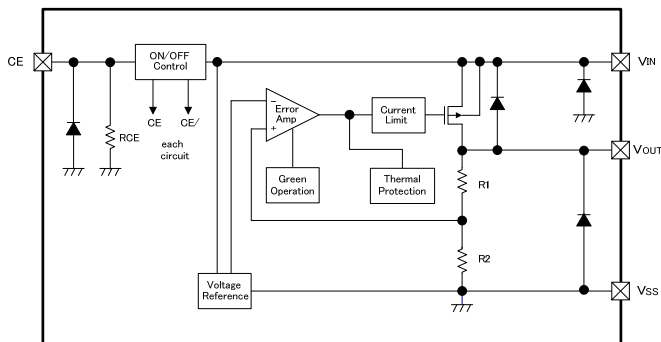 CE
ON/OFF
Control
VIN
CE
CE/
each
circuit
RCE
−
+
Error
Amp
Current
Limit
Green
Operation
Thermal
Protection
VOUT
R1
R2
Voltage
Reference
VSS